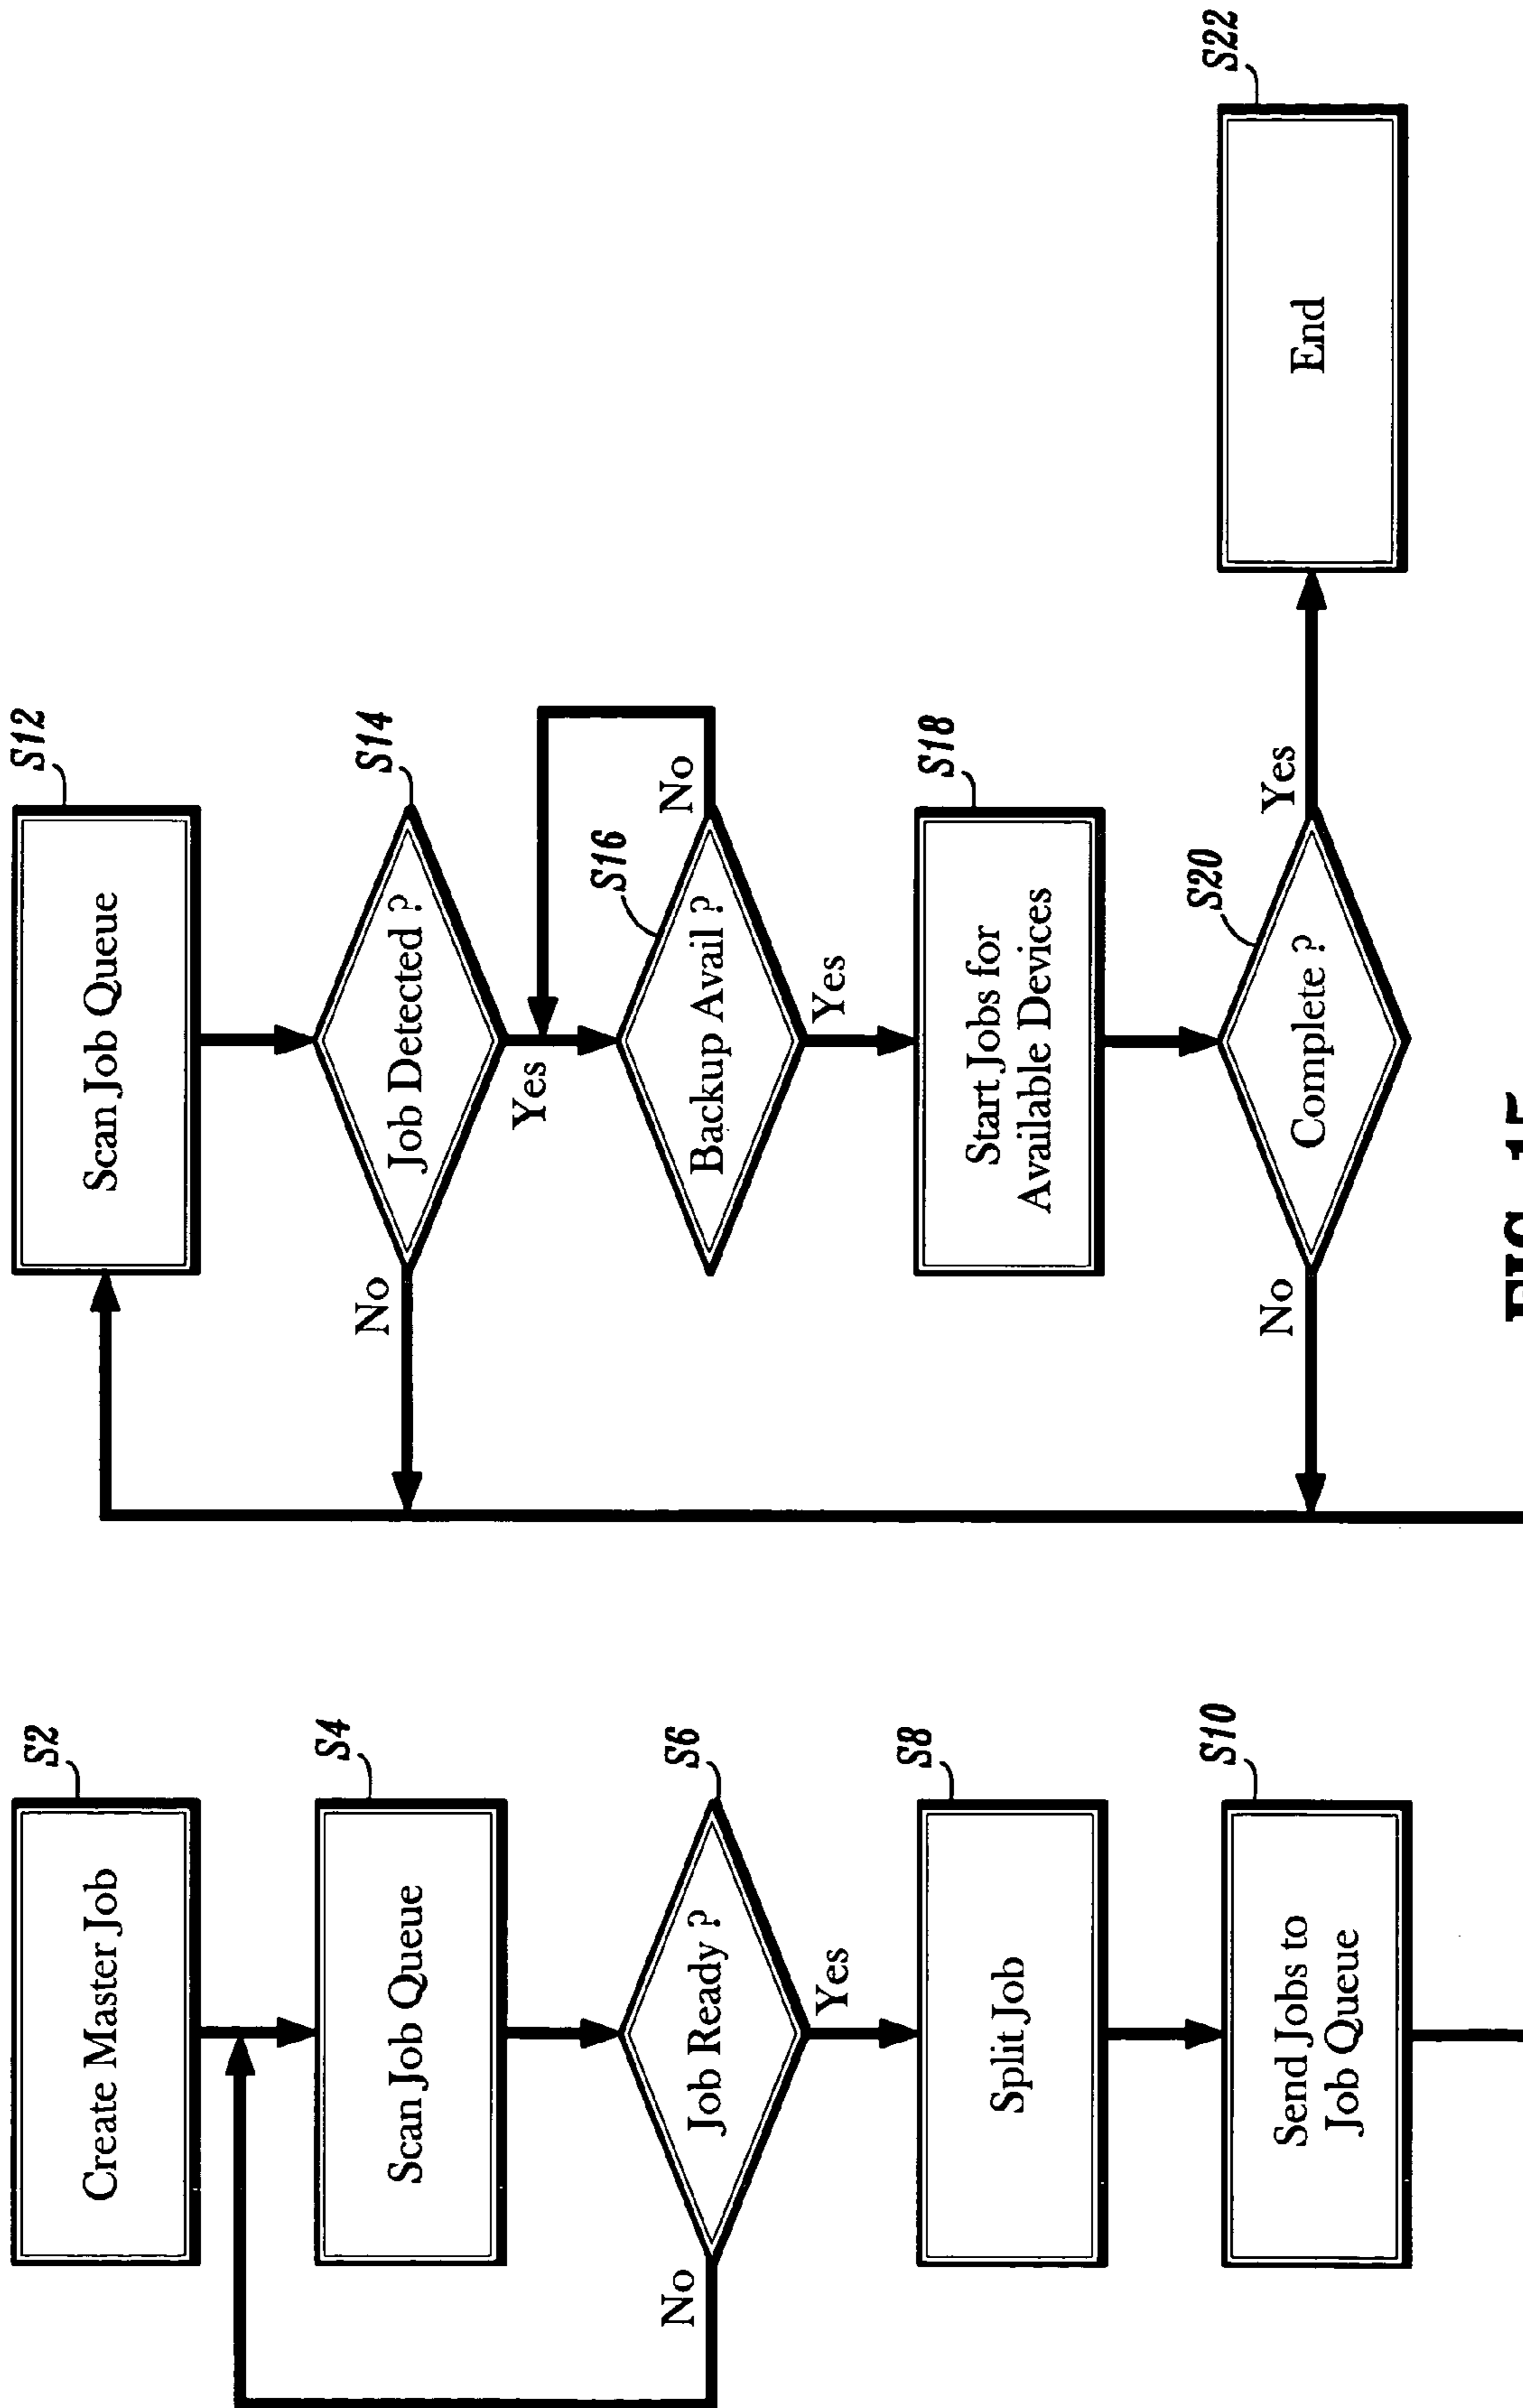 S2
Create Master Job
S4
Scan Job Queue
S6
Job Ready ?
No
Yes
S8
Split Job
S10
Send Jobs to
Job Queue
S12
Scan Job Queue
S14
Job Detected ?
No
Yes
S16
Backup Avail ?
No
Yes
S18
Start Jobs for
Available Devices
S20
Complete ?
No
Yes
S22
End